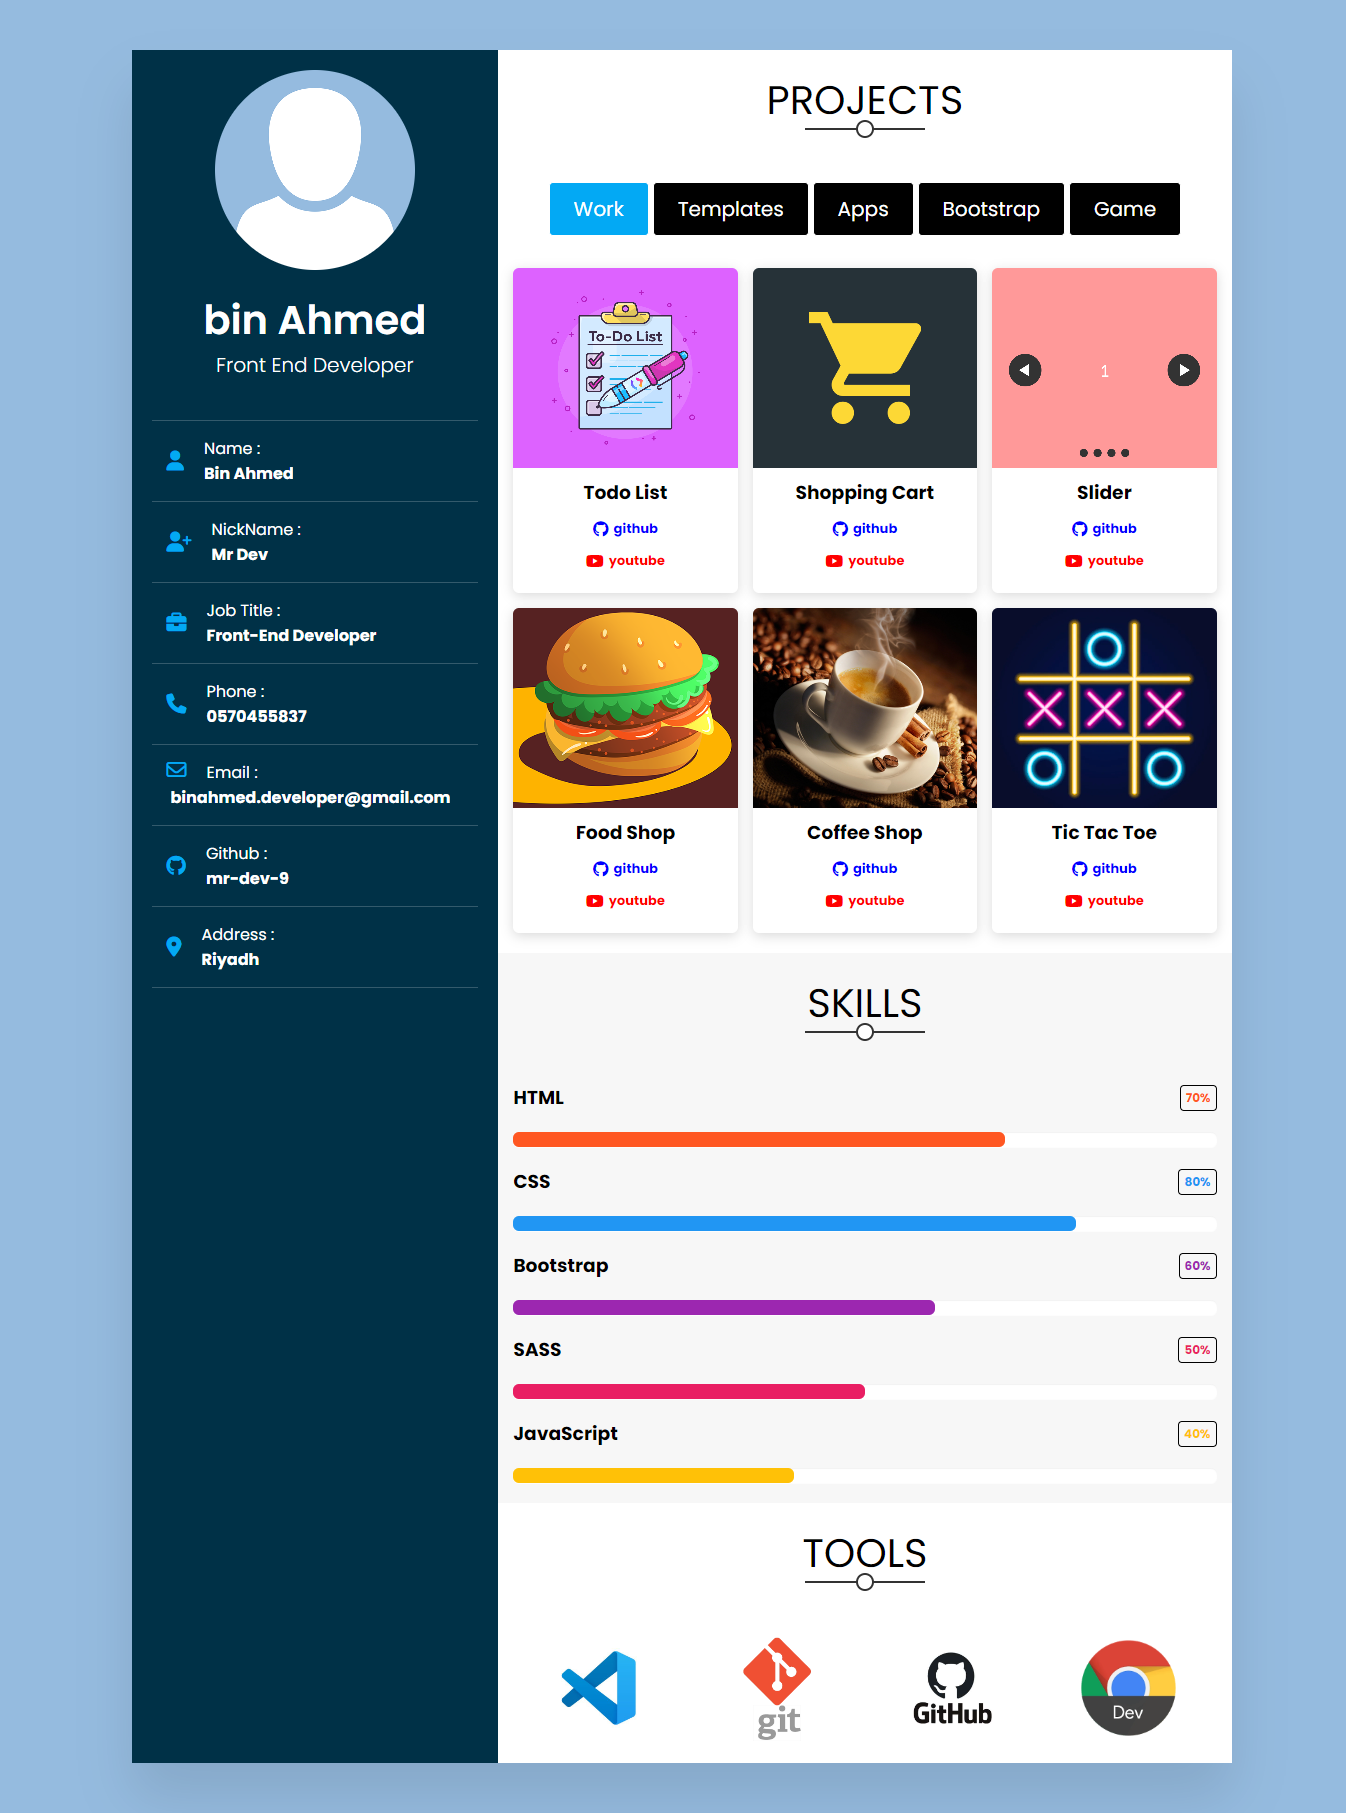 bin Ahmed
Front End Developer
Name :
Bin Ahmed
NickName :
Mr Dev
Job Title :
Front-End Developer
Phone :
0570455837
Email :
binahmed.developer@gmail.com
Github :
mr-dev-9
Address :
Riyadh
PROJECTS
Work Templates Apps Bootstrap Game
To-Do List
1
Todo List
github
youtube
Shopping Cart
github
youtube
Slider
github
youtube
Food Shop
github
youtube
Coffee Shop
github
youtube
Tic Tac Toe
github
youtube
SKILLS
HTML 70%
CSS 80%
Bootstrap 60%
SASS 50%
JavaScript 40%
TOOLS
git
GitHub
Dev